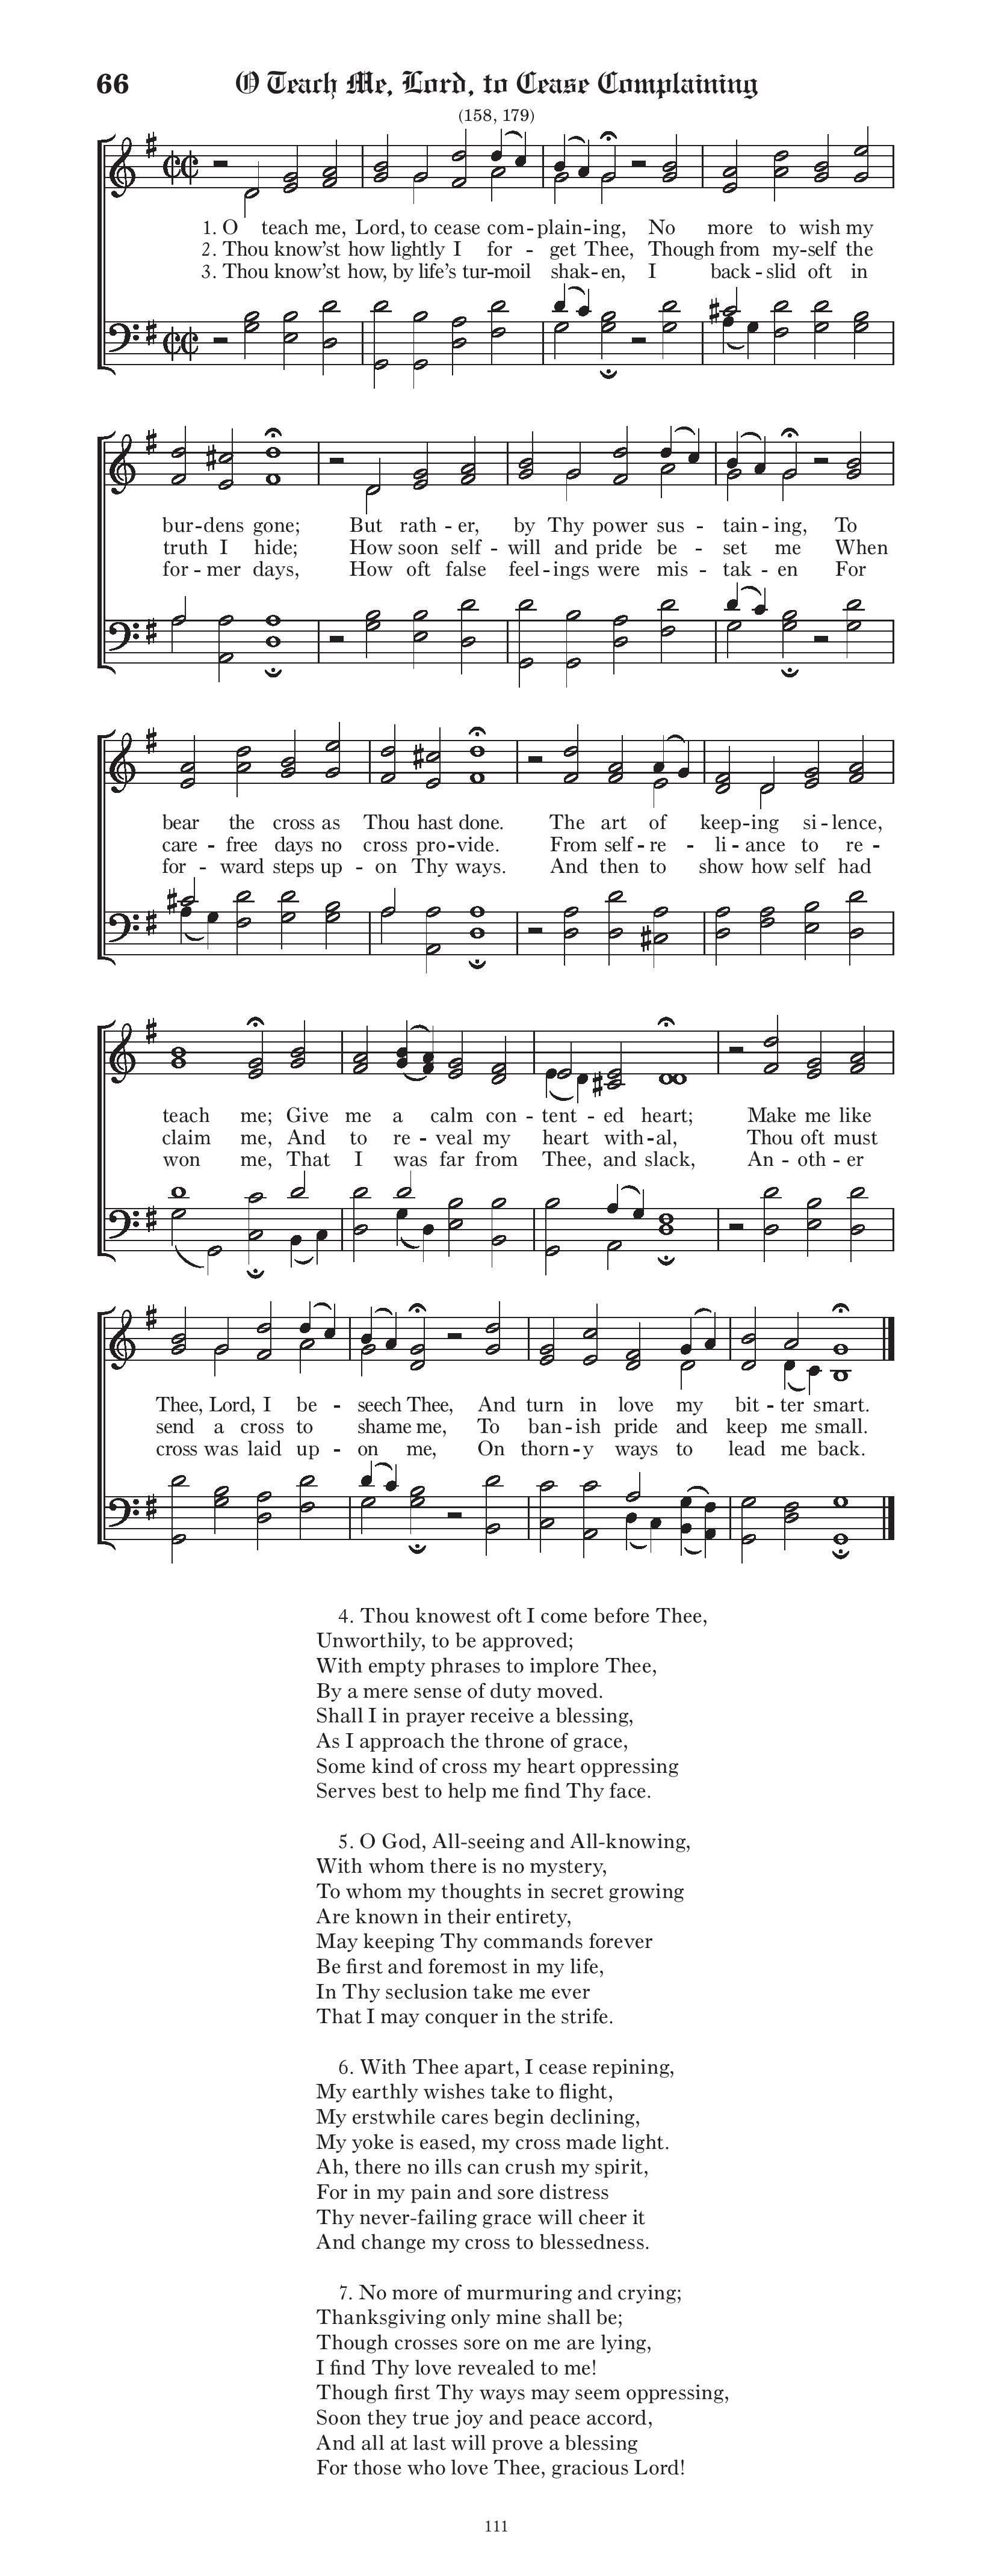 66 O Teach Me, Lord, to Cease Complaining
(158, 179)
1. O teach me, Lord, to cease com-plain-ing, No more to wish my
2. Thou know’st how lightly I for-get Thee, Though from my-self the
3. Thou know’st how, by life’s tur-moil shak-en, I back-slid oft in
bur-dens gone; But rath-er, by Thy power sus-tain-ing, To
truth I hide; How soon self-will and pride be-set me When
for-mer days, How oft false feel-ings were mis-tak-en For
bear the cross as Thou hast done. The art of keep-ing si-lence,
care-free days no cross pro-vide. From self-re-li-ance to re-
for-ward steps up-on Thy ways. And then to show how self had
teach me; Give me a calm con-tent-ed heart; Make me like
claim me, And to re-veal my heart with-al, Thou oft must
won me, That I was far from Thee, and slack, An-oth-er
Thee, Lord, I be-seech Thee, And turn in love my bit-ter smart.
send a cross to shame me, To ban-ish pride and keep me small.
cross was laid up-on me, On thorn-y ways to lead me back.
4. Thou knowest oft I come before Thee,
Unworthily, to be approved;
With empty phrases to implore Thee,
By a mere sense of duty moved.
Shall I in prayer receive a blessing,
As I approach the throne of grace,
Some kind of cross my heart oppressing
Serves best to help me find Thy face.
5. O God, All-seeing and All-knowing,
With whom there is no mystery,
To whom my thoughts in secret growing
Are known in their entirety,
May keeping Thy commands forever
Be first and foremost in my life,
In Thy seclusion take me ever
That I may conquer in the strife.
6. With Thee apart, I cease repining,
My earthly wishes take to flight,
My erstwhile cares begin declining,
My yoke is eased, my cross made light.
Ah, there no ills can crush my spirit,
For in my pain and sore distress
Thy never-failing grace will cheer it
And change my cross to blessedness.
7. No more of murmuring and crying;
Thanksgiving only mine shall be;
Though crosses sore on me are lying,
I find Thy love revealed to me!
Though first Thy ways may seem oppressing,
Soon they true joy and peace accord,
And all at last will prove a blessing
For those who love Thee, gracious Lord!
111